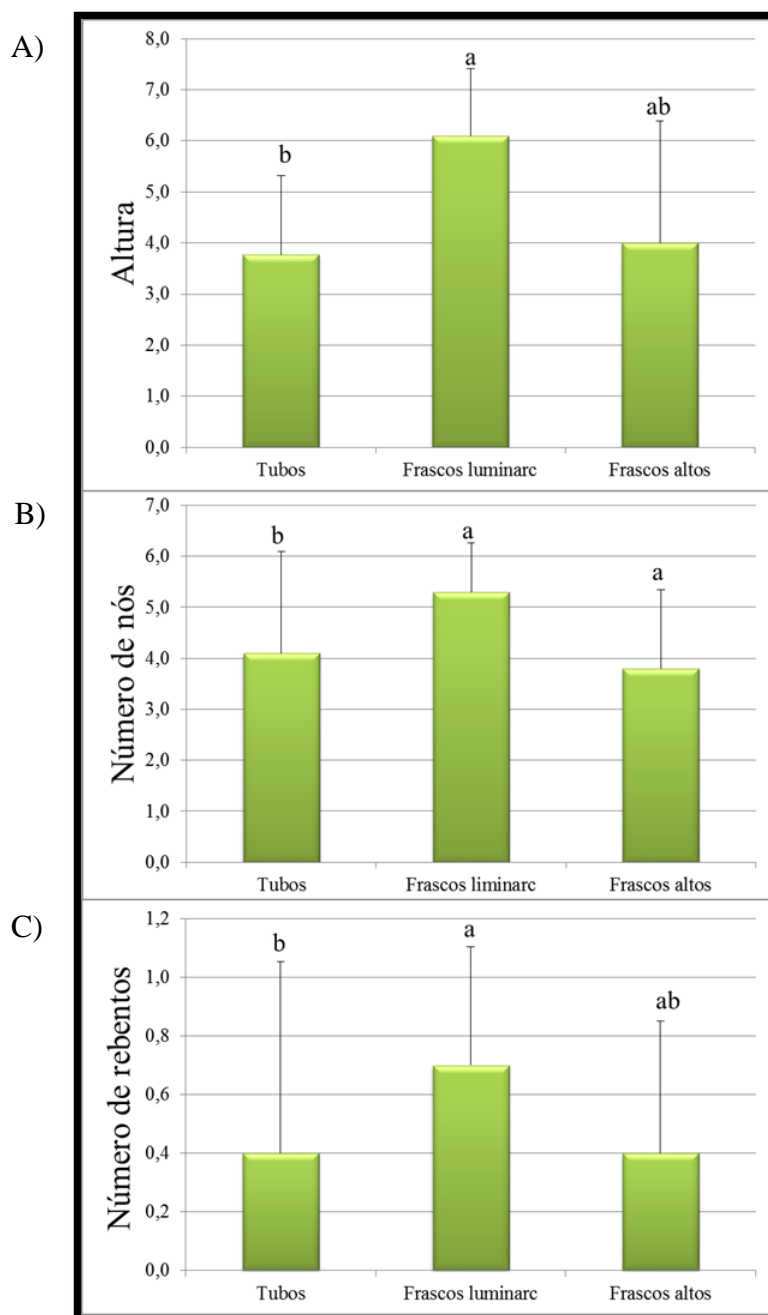 A)
8,0
7,0
6,0
5,0
4,0
3,0
2,0
1,0
0,0
Altura
b
a
ab
Tubos Frascos luminarc Frascos altos
B)
7,0
6,0
5,0
4,0
3,0
2,0
1,0
0,0
Número de nós
b
a
a
Tubos Frascos liminarc Frascos altos
C)
1,2
1,0
0,8
0,6
0,4
0,2
0,0
Número de rebentos
b
a
ab
Tubos Frascos luminarc Frascos altos